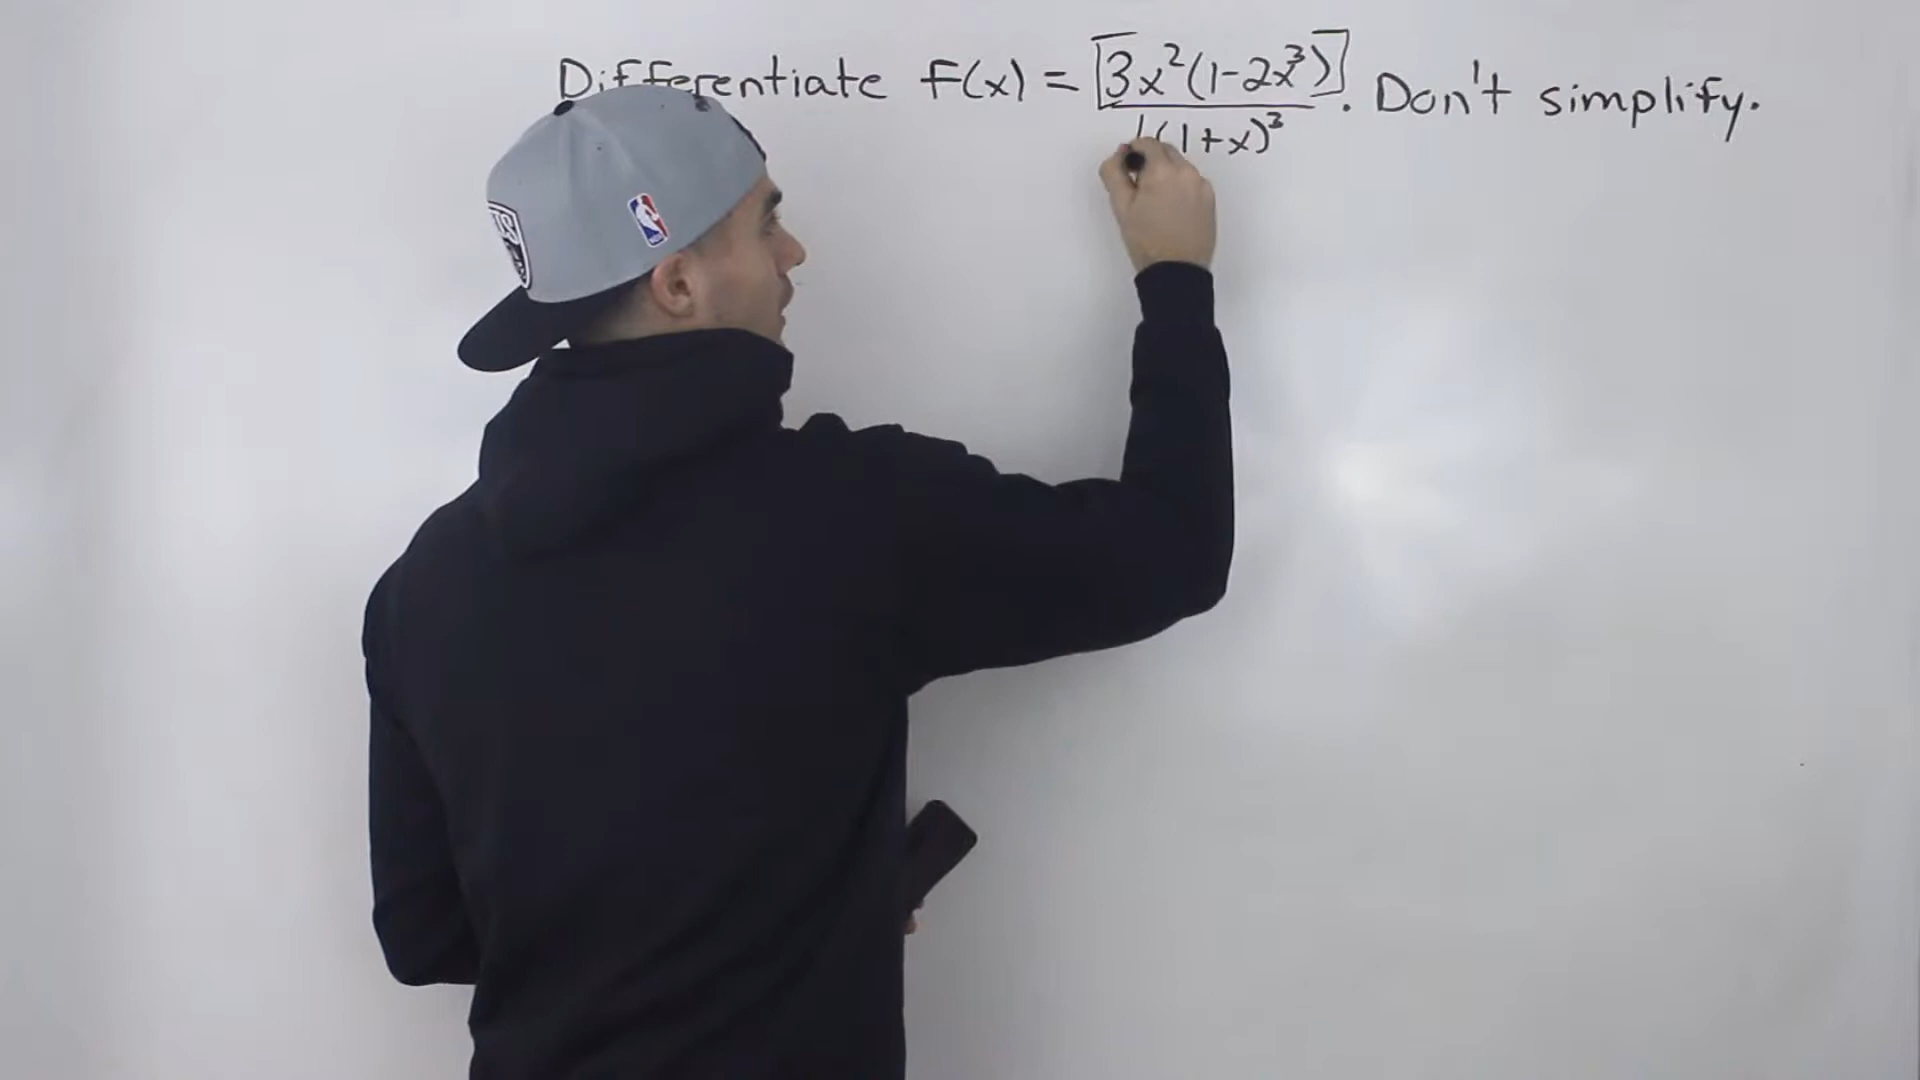 Differentiate f(x) = [3x²(1-2x³)] / (1+x)³. Don't simplify.